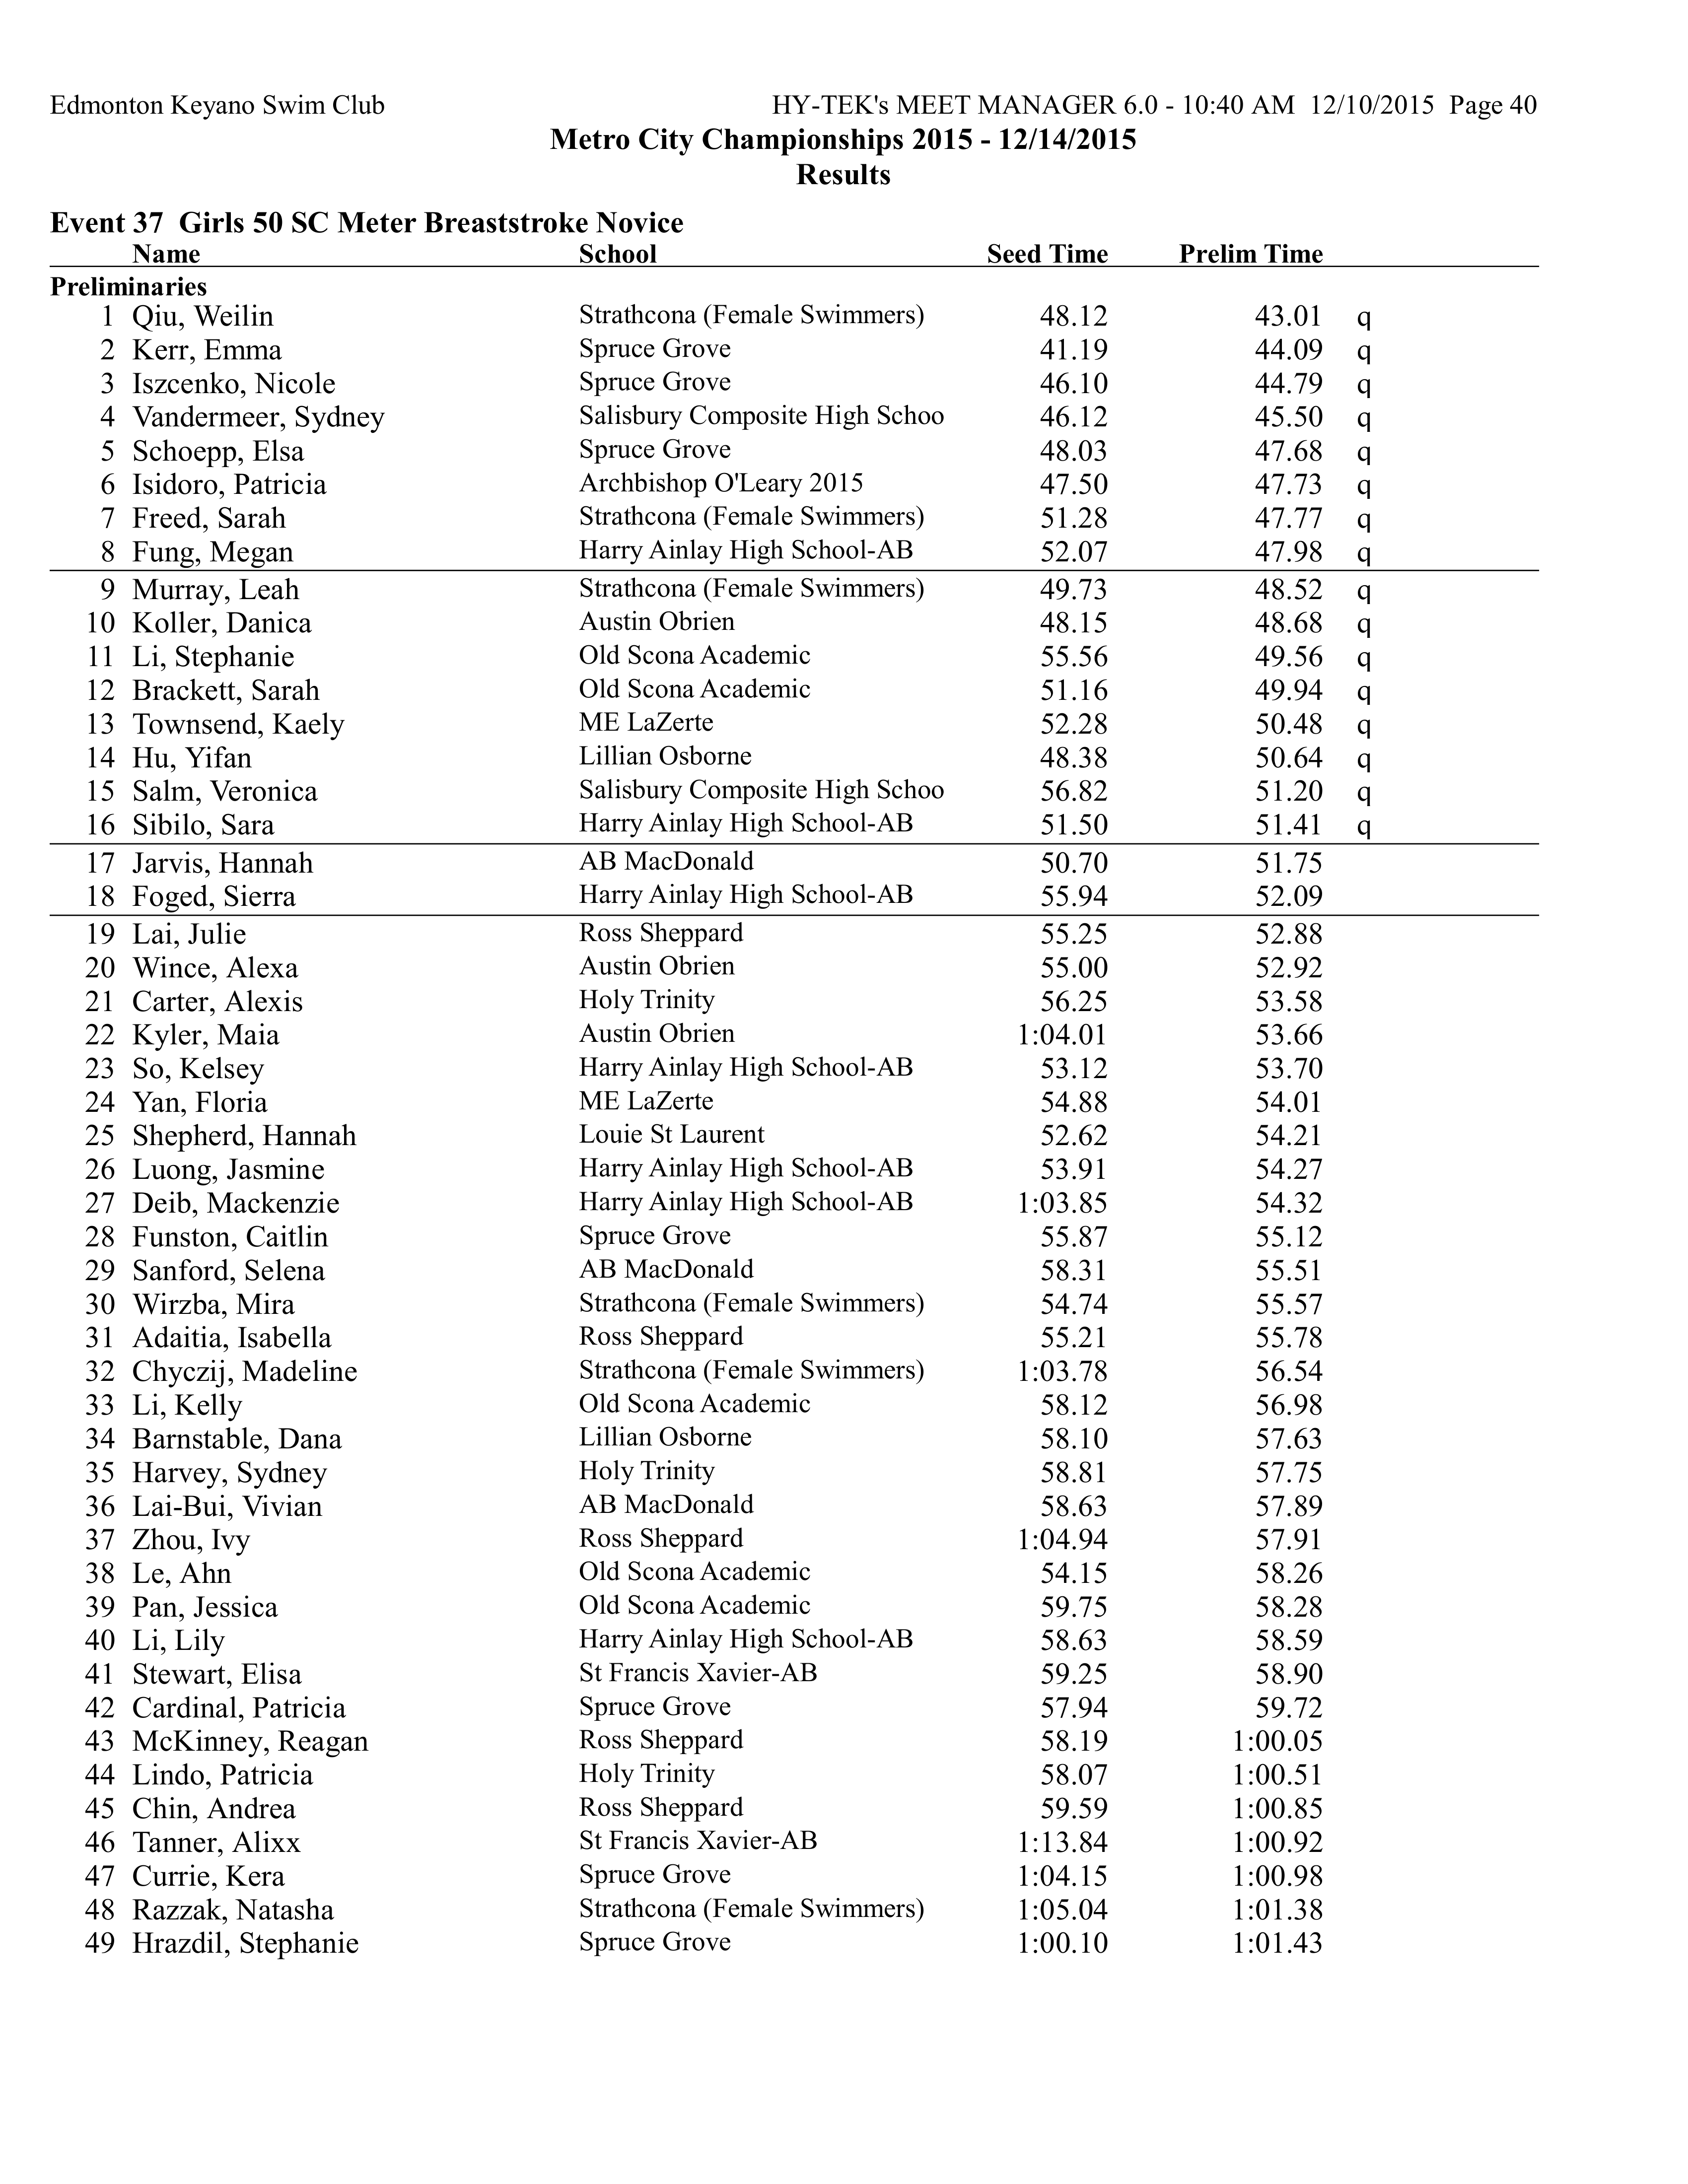 Edmonton Keyano Swim Club HY-TEK's MEET MANAGER 6.0 - 10:40 AM 12/10/2015 Page 40
Metro City Championships 2015 - 12/14/2015
Results
Event 37 Girls 50 SC Meter Breaststroke Novice
Name School Seed Time Prelim Time
Preliminaries
1 Qiu, Weilin Strathcona (Female Swimmers) 48.12 43.01 q
2 Kerr, Emma Spruce Grove 41.19 44.09 q
3 Iszcenko, Nicole Spruce Grove 46.10 44.79 q
4 Vandermeer, Sydney Salisbury Composite High Schoo 46.12 45.50 q
5 Schoepp, Elsa Spruce Grove 48.03 47.68 q
6 Isidoro, Patricia Archbishop O'Leary 2015 47.50 47.73 q
7 Freed, Sarah Strathcona (Female Swimmers) 51.28 47.77 q
8 Fung, Megan Harry Ainlay High School-AB 52.07 47.98 q
9 Murray, Leah Strathcona (Female Swimmers) 49.73 48.52 q
10 Koller, Danica Austin Obrien 48.15 48.68 q
11 Li, Stephanie Old Scona Academic 55.56 49.56 q
12 Brackett, Sarah Old Scona Academic 51.16 49.94 q
13 Townsend, Kaely ME LaZerte 52.28 50.48 q
14 Hu, Yifan Lillian Osborne 48.38 50.64 q
15 Salm, Veronica Salisbury Composite High Schoo 56.82 51.20 q
16 Sibilo, Sara Harry Ainlay High School-AB 51.50 51.41 q
17 Jarvis, Hannah AB MacDonald 50.70 51.75
18 Foged, Sierra Harry Ainlay High School-AB 55.94 52.09
19 Lai, Julie Ross Sheppard 55.25 52.88
20 Wince, Alexa Austin Obrien 55.00 52.92
21 Carter, Alexis Holy Trinity 56.25 53.58
22 Kyler, Maia Austin Obrien 1:04.01 53.66
23 So, Kelsey Harry Ainlay High School-AB 53.12 53.70
24 Yan, Floria ME LaZerte 54.88 54.01
25 Shepherd, Hannah Louie St Laurent 52.62 54.21
26 Luong, Jasmine Harry Ainlay High School-AB 53.91 54.27
27 Deib, Mackenzie Harry Ainlay High School-AB 1:03.85 54.32
28 Funston, Caitlin Spruce Grove 55.87 55.12
29 Sanford, Selena AB MacDonald 58.31 55.51
30 Wirzba, Mira Strathcona (Female Swimmers) 54.74 55.57
31 Adaitia, Isabella Ross Sheppard 55.21 55.78
32 Chyczij, Madeline Strathcona (Female Swimmers) 1:03.78 56.54
33 Li, Kelly Old Scona Academic 58.12 56.98
34 Barnstable, Dana Lillian Osborne 58.10 57.63
35 Harvey, Sydney Holy Trinity 58.81 57.75
36 Lai-Bui, Vivian AB MacDonald 58.63 57.89
37 Zhou, Ivy Ross Sheppard 1:04.94 57.91
38 Le, Ahn Old Scona Academic 54.15 58.26
39 Pan, Jessica Old Scona Academic 59.75 58.28
40 Li, Lily Harry Ainlay High School-AB 58.63 58.59
41 Stewart, Elisa St Francis Xavier-AB 59.25 58.90
42 Cardinal, Patricia Spruce Grove 57.94 59.72
43 McKinney, Reagan Ross Sheppard 58.19 1:00.05
44 Lindo, Patricia Holy Trinity 58.07 1:00.51
45 Chin, Andrea Ross Sheppard 59.59 1:00.85
46 Tanner, Alixx St Francis Xavier-AB 1:13.84 1:00.92
47 Currie, Kera Spruce Grove 1:04.15 1:00.98
48 Razzak, Natasha Strathcona (Female Swimmers) 1:05.04 1:01.38
49 Hrazdil, Stephanie Spruce Grove 1:00.10 1:01.43